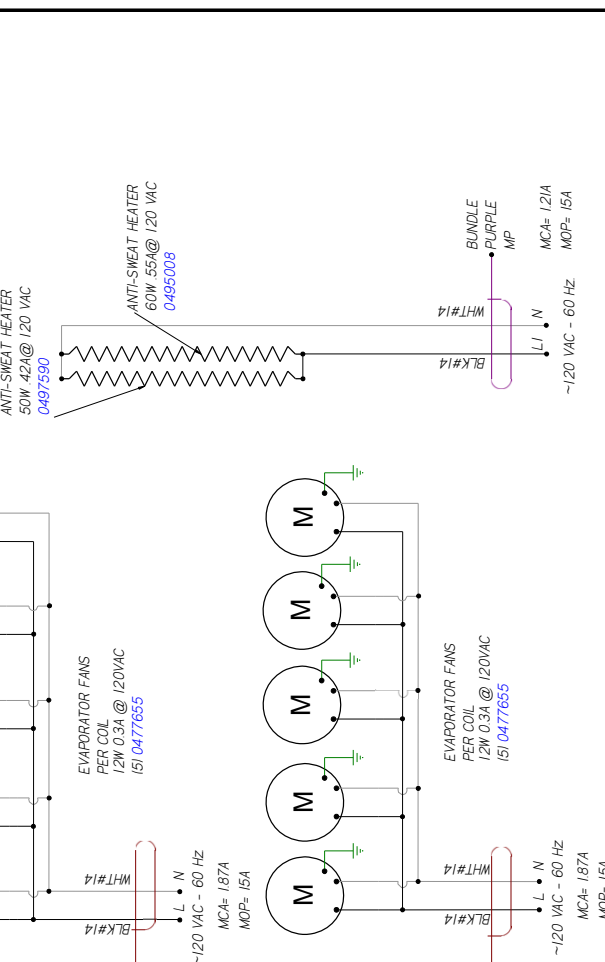 ANTI-SWEAT HEATER
50W .42A@ 120 VAC
0497590
ANTI-SWEAT HEATER
60W .55A@ 120 VAC
0495008
BUNDLE
PURPLE
MP
WHT#14
BLK#14
L1 N
~120 VAC - 60 HZ
MCA= 1.21A
MOP= 15A
EVAPORATOR FANS
PER COIL
12W 0.3A @ 120VAC
(5) 0477655
WHT#14
BLK#14
L N
~120 VAC - 60 HZ
MCA= 1.87A
MOP= 15A
M
M
M
M
M
EVAPORATOR FANS
PER COIL
12W 0.3A @ 120VAC
(5) 0477655
WHT#14
BLK#14
L N
~120 VAC - 60 HZ
MCA= 1.87A
MOP= 15A